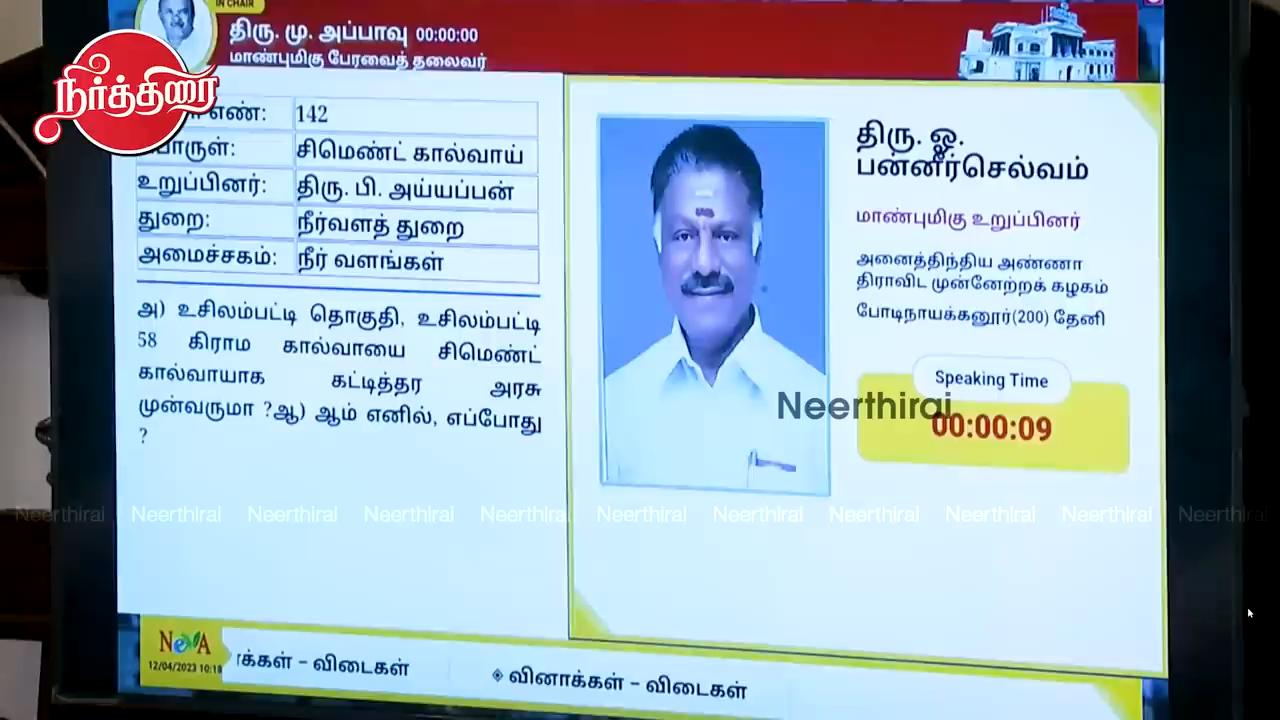 IN CHAIR
திரு. மு. அப்பாவு 00:00:00
மாண்புமிகு பேரவைத் தலைவர்
நீர்த்திரை
எண்: 142
சிமெண்ட் கால்வாய்
உறுப்பினர்: திரு. பி. அய்யப்பன்
துறை: நீர்வளத் துறை
அமைச்சகம்: நீர் வளங்கள்
அ) உசிலம்பட்டி தொகுதி, உசிலம்பட்டி
58 கிராம கால்வாயை சிமெண்ட்
கால்வாயாக கட்டித்தர அரசு
முன்வருமா ?ஆ) ஆம் எனில், எப்போது
?
திரு. ஓ.
பன்னீர்செல்வம்
மாண்புமிகு உறுப்பினர்
அனைத்திந்திய அண்ணா
திராவிட முன்னேற்றக் கழகம்
போடிநாயக்கனூர்(200) தேனி
Speaking Time
00:00:09
Neerthirai
Neerthirai Neerthirai Neerthirai Neerthirai Neerthirai Neerthirai Neerthirai Neerthirai Neerthirai Neerthirai Neerthirai
NeVA
12/04/2023 10:18
க்கள் – விடைகள் ◈ வினாக்கள் – விடைகள்